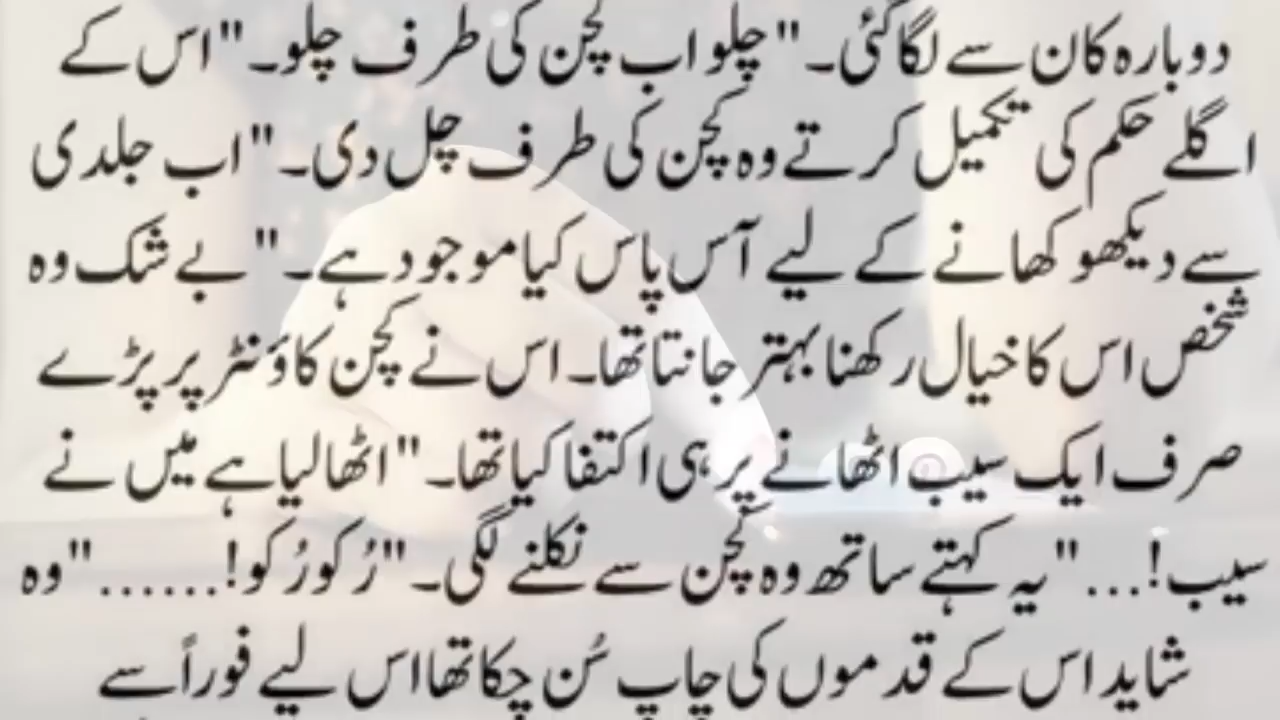 دوبارہ کان سے لگا گئی۔" چلو اب کچن کی طرف چلو۔" اس کے
اگلے حکم کی تکمیل کرتے وہ کچن کی طرف چل دی۔" اب جلدی
سے دیکھو کھانے کے لیے آس پاس کیا موجود ہے۔" بے شک وہ
شخص اس کا خیال رکھنا بہتر جانتا تھا۔ اس نے کچن کاؤنٹر پر پڑے
صرف ایک سیب اٹھانے پر ہی اکتفا کیا تھا۔" اٹھا لیا ہے میں نے
سیب!..." یہ کہتے ساتھ وہ کچن سے نکلنے لگی۔"رُکو رُکو!......" وہ
شاید اس کے قدموں کی چاپ سُن چکا تھا اس لیے فوراً سے